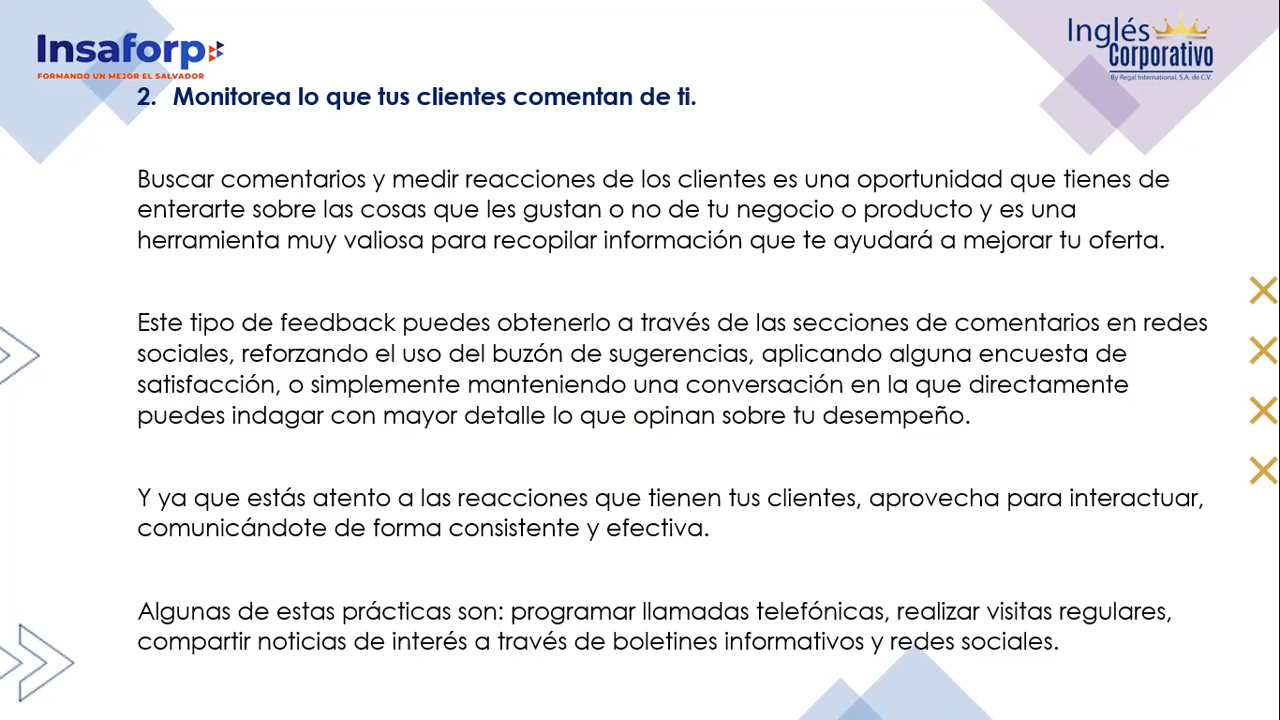 Insaforp
FORMANDO UN MEJOR EL SALVADOR
Inglés
Corporativo
By Regal International, S.A. de C.V.
2. Monitorea lo que tus clientes comentan de ti.
Buscar comentarios y medir reacciones de los clientes es una oportunidad que tienes de
enterarte sobre las cosas que les gustan o no de tu negocio o producto y es una
herramienta muy valiosa para recopilar información que te ayudará a mejorar tu oferta.
Este tipo de feedback puedes obtenerlo a través de las secciones de comentarios en redes
sociales, reforzando el uso del buzón de sugerencias, aplicando alguna encuesta de
satisfacción, o simplemente manteniendo una conversación en la que directamente
puedes indagar con mayor detalle lo que opinan sobre tu desempeño.
Y ya que estás atento a las reacciones que tienen tus clientes, aprovecha para interactuar,
comunicándote de forma consistente y efectiva.
Algunas de estas prácticas son: programar llamadas telefónicas, realizar visitas regulares,
compartir noticias de interés a través de boletines informativos y redes sociales.